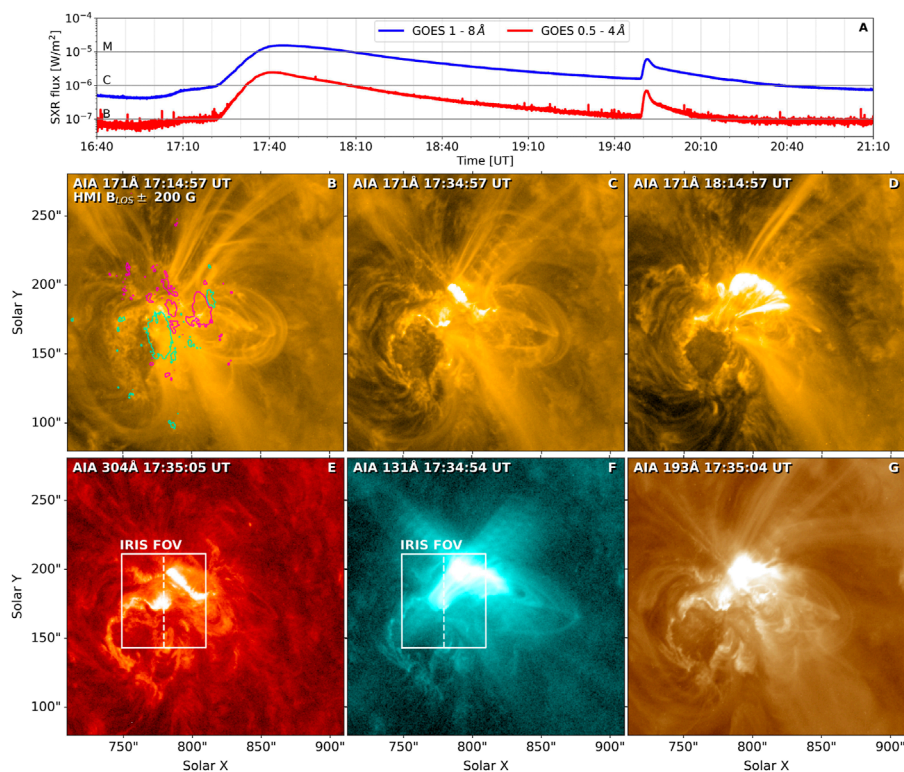 10⁻⁴
GOES 1 - 8Å GOES 0.5 - 4Å
A
SXR flux [W/m²]
M
10⁻⁵
C
10⁻⁶
B
10⁻⁷
16:40 17:10 17:40 18:10 18:40 19:10 19:40 20:10 20:40 21:10
Time [UT]
AIA 171Å 17:14:57 UT B
HMI B_LOS ± 200 G
AIA 171Å 17:34:57 UT C
AIA 171Å 18:14:57 UT D
250"
200"
150"
100"
Solar Y
AIA 304Å 17:35:05 UT E
AIA 131Å 17:34:54 UT F
AIA 193Å 17:35:04 UT G
IRIS FOV
IRIS FOV
250"
200"
150"
100"
Solar Y
750" 800" 850" 900"
750" 800" 850" 900"
750" 800" 850" 900"
Solar X
Solar X
Solar X